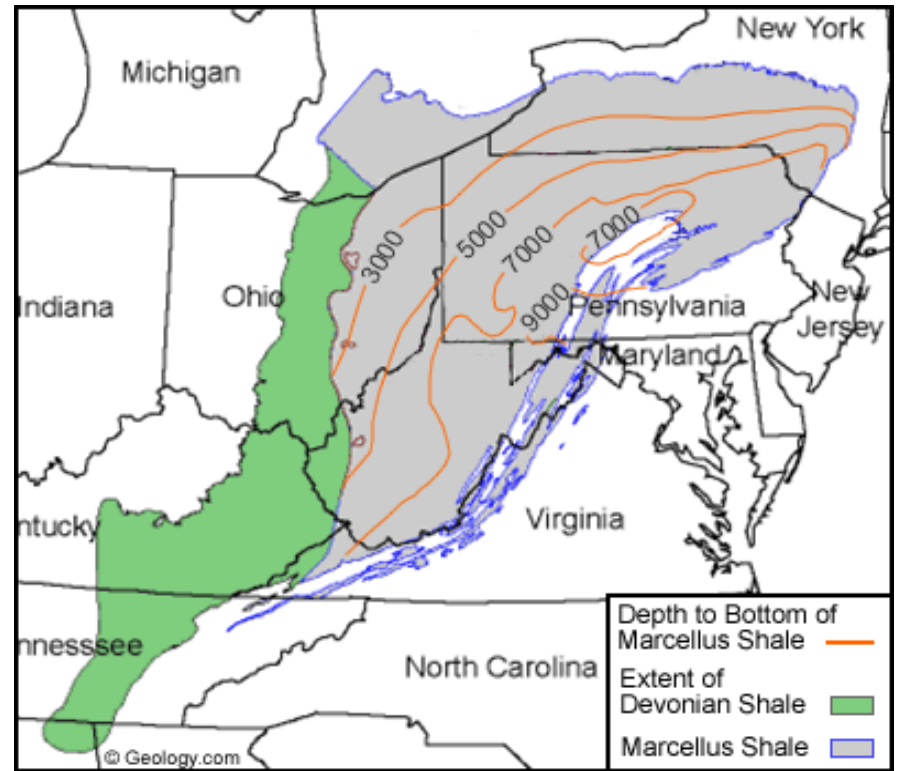 New York
Michigan
3000
5000
7000
7000
9000
Indiana
Ohio
Pennsylvania
New
Jersey
Maryland
Virginia
ntucky
nnesssee
North Carolina
Depth to Bottom of
Marcellus Shale
Extent of
Devonian Shale
Marcellus Shale
© Geology.com